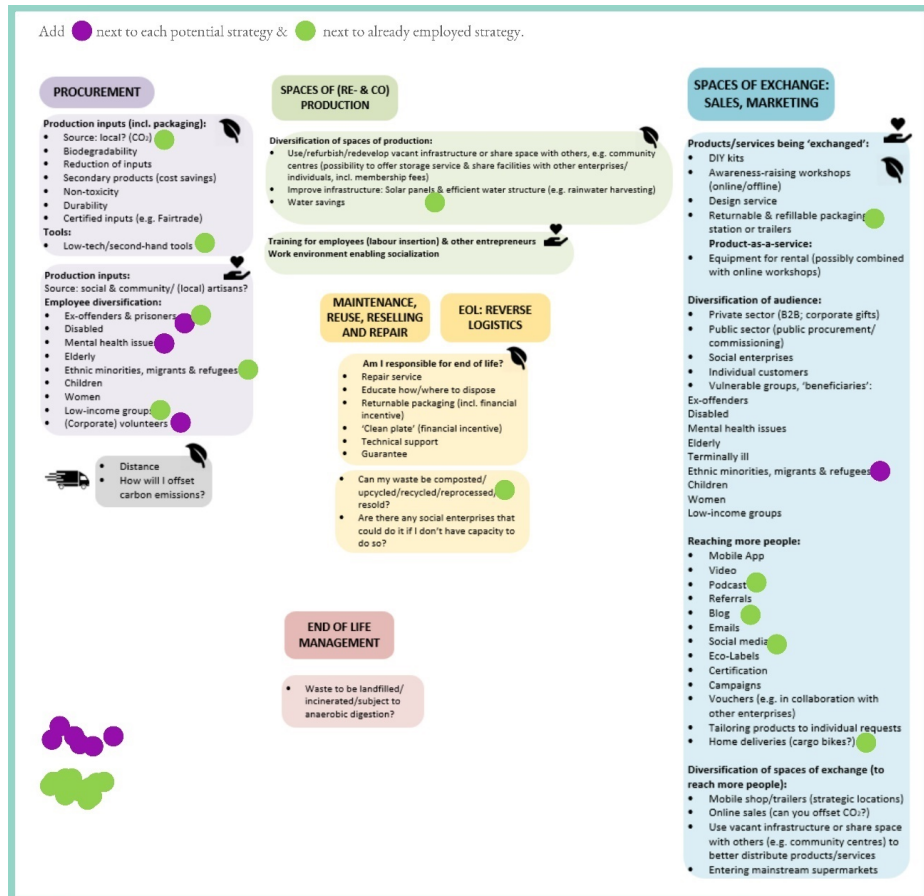 Add next to each potential strategy & next to already employed strategy.
PROCUREMENT
Production inputs (incl. packaging):
• Source: local? (CO₂)
• Biodegradability
• Reduction of inputs
• Secondary products (cost savings)
• Non-toxicity
• Durability
• Certified inputs (e.g. Fairtrade)
Tools:
• Low-tech/second-hand tools
Production inputs:
Source: social & community/ (local) artisans?
Employee diversification:
• Ex-offenders & prisoners
• Disabled
• Mental health issues
• Elderly
• Ethnic minorities, migrants & refugees
• Children
• Women
• Low-income groups
• (Corporate) volunteers
• Distance
• How will I offset
carbon emissions?
SPACES OF (RE- & CO)
PRODUCTION
Diversification of spaces of production:
• Use/refurbish/redevelop vacant infrastructure or share space with others, e.g. community
centres (possibility to offer storage service & share facilities with other enterprises/
individuals, incl. membership fees)
• Improve infrastructure: Solar panels & efficient water structure (e.g. rainwater harvesting)
• Water savings
Training for employees (labour insertion) & other entrepreneurs
Work environment enabling socialization
MAINTENANCE,
REUSE, RESELLING
AND REPAIR
EOL: REVERSE
LOGISTICS
Am I responsible for end of life?
• Repair service
• Educate how/where to dispose
• Returnable packaging (incl. financial
incentive)
• 'Clean plate' (financial incentive)
• Technical support
• Guarantee
• Can my waste be composted/
upcycled/recycled/reprocessed/
resold?
• Are there any social enterprises that
could do it if I don't have capacity to
do so?
END OF LIFE
MANAGEMENT
• Waste to be landfilled/
incinerated/subject to
anaerobic digestion?
SPACES OF EXCHANGE:
SALES, MARKETING
Products/services being 'exchanged':
• DIY kits
• Awareness-raising workshops
(online/offline)
• Design service
• Returnable & refillable packaging
station or trailers
Product-as-a-service:
• Equipment for rental (possibly combined
with online workshops)
Diversification of audience:
• Private sector (B2B; corporate gifts)
• Public sector (public procurement/
commissioning)
• Social enterprises
• Individual customers
• Vulnerable groups, 'beneficiaries':
Ex-offenders
Disabled
Mental health issues
Elderly
Terminally ill
Ethnic minorities, migrants & refugees
Children
Women
Low-income groups
Reaching more people:
• Mobile App
• Video
• Podcast
• Referrals
• Blog
• Emails
• Social media
• Eco-Labels
• Certification
• Campaigns
• Vouchers (e.g. in collaboration with
other enterprises)
• Tailoring products to individual requests
• Home deliveries (cargo bikes?)
Diversification of spaces of exchange (to
reach more people):
• Mobile shop/trailers (strategic locations)
• Online sales (can you offset CO₂?)
• Use vacant infrastructure or share space
with others (e.g. community centres) to
better distribute products/services
• Entering mainstream supermarkets